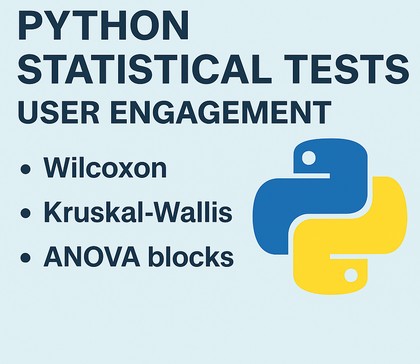 PYTHON
STATISTICAL TESTS
USER ENGAGEMENT
• Wilcoxon
• Kruskal-Wallis
• ANOVA blocks